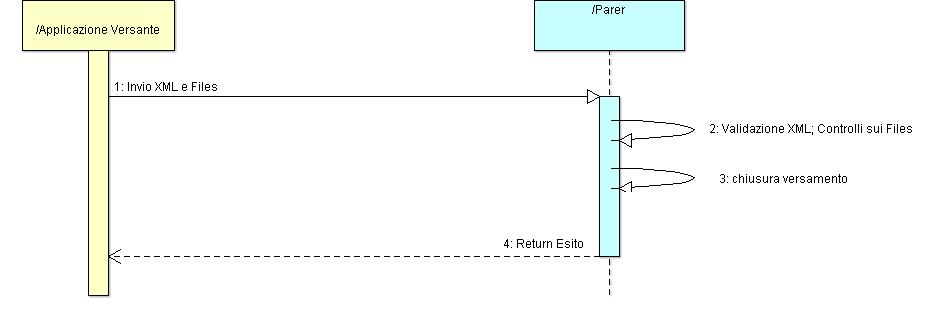 /Applicazione Versante
/Parer
1: Invio XML e Files
2: Validazione XML; Controlli sui Files
3: chiusura versamento
4: Return Esito